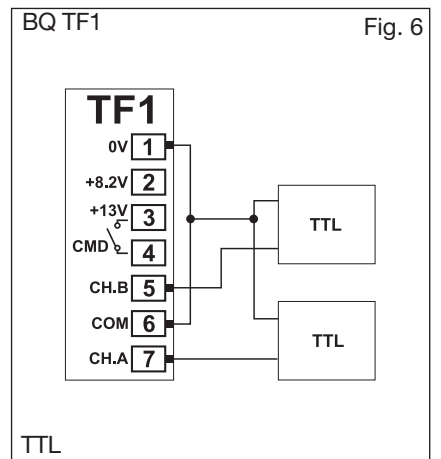 BQ TF1
Fig. 6
TF1
0V 1
+8.2V 2
+13V 3
CMD 4
CH.B 5
COM 6
CH.A 7
TTL
TTL
TTL